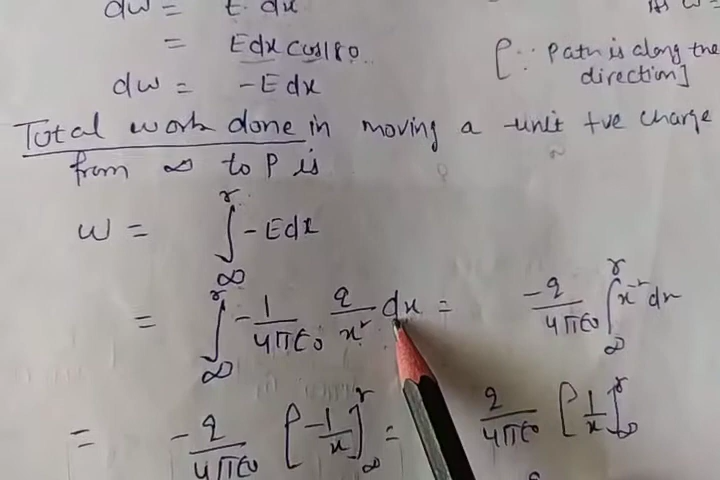 dw = E. dx
= Edx cos180
dw = -Edx
[∵ Path is along the direction]
Total work done in moving a unit +ve charge
from ∞ to P is
w = ∫_∞^r -Edx
= ∫_∞^r -1/4πϵ0 q/x² dx = -q/4πϵ0 ∫_∞^r x⁻² dx
= -q/4πϵ0 [-1/x]_∞^r = q/4πϵ0 [1/x]_∞^r